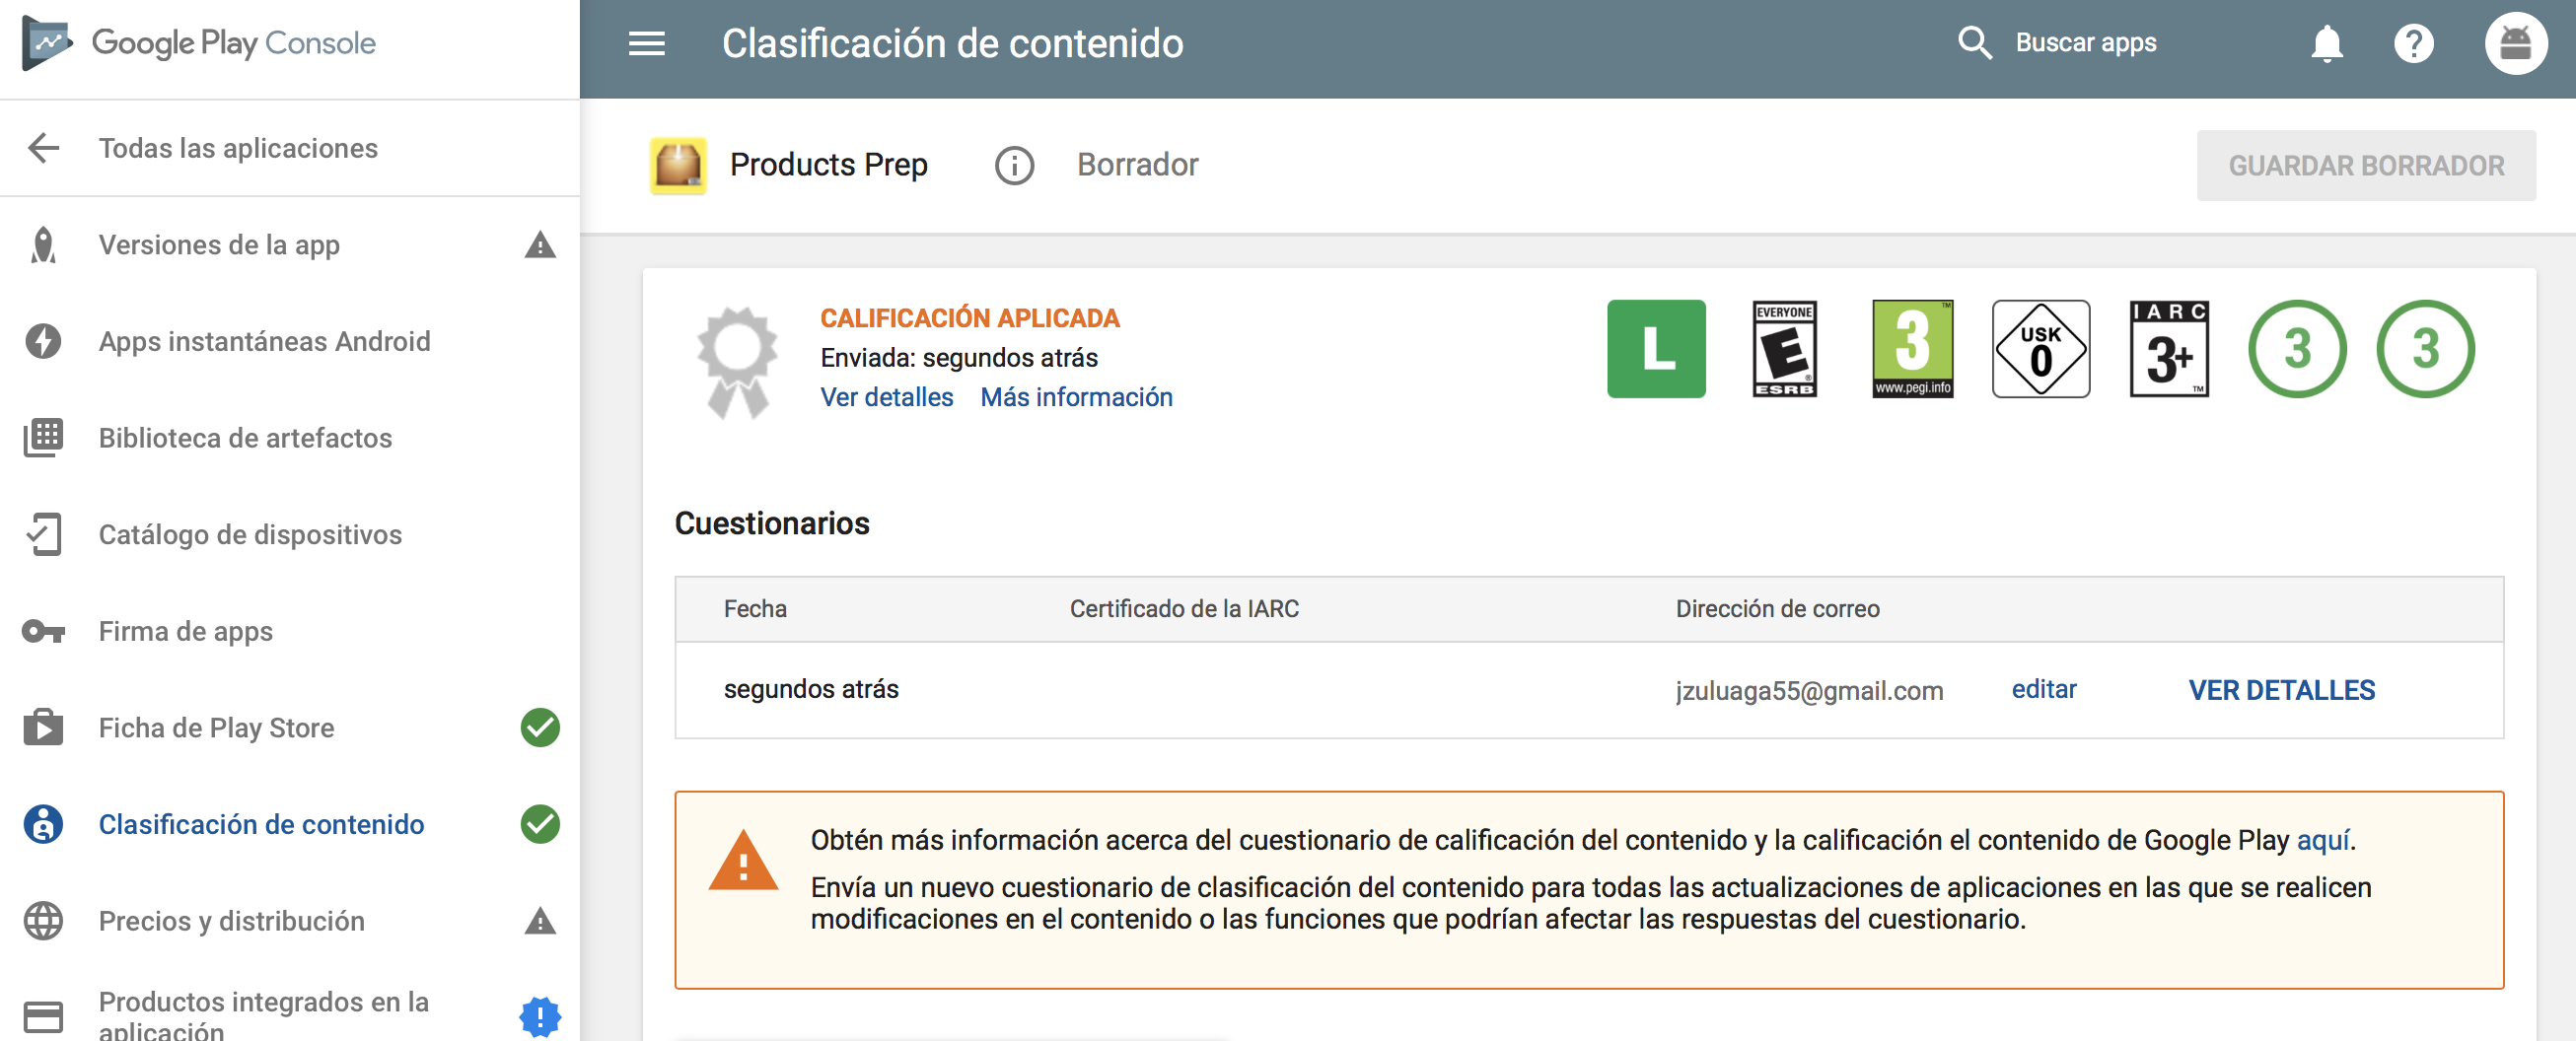 Google Play Console
Clasificación de contenido
Buscar apps
Todas las aplicaciones
Products Prep
Borrador
GUARDAR BORRADOR
Versiones de la app
Apps instantáneas Android
Biblioteca de artefactos
Catálogo de dispositivos
Firma de apps
Ficha de Play Store
Clasificación de contenido
Precios y distribución
Productos integrados en la
aplicación
CALIFICACIÓN APLICADA
Enviada: segundos atrás
Ver detalles Más información
L
EVERYONE
E
ESRB
3
www.pegi.info
USK
0
IARC
3+
3
3
Cuestionarios
Fecha Certificado de la IARC Dirección de correo
segundos atrás jzuluaga55@gmail.com editar VER DETALLES
Obtén más información acerca del cuestionario de calificación del contenido y la calificación el contenido de Google Play aquí.
Envía un nuevo cuestionario de clasificación del contenido para todas las actualizaciones de aplicaciones en las que se realicen
modificaciones en el contenido o las funciones que podrían afectar las respuestas del cuestionario.